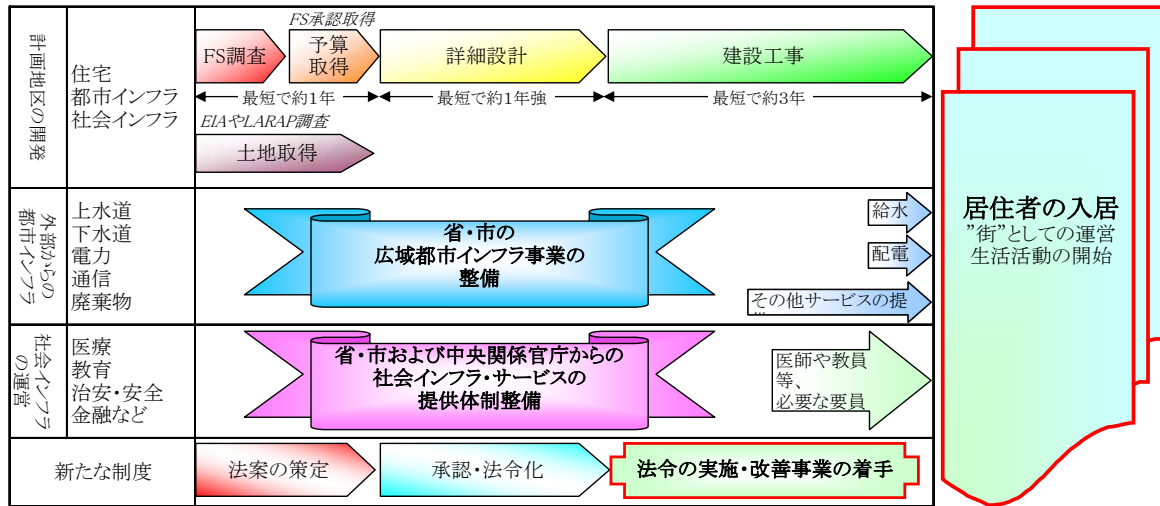 計画地区の開発
住宅
都市インフラ
社会インフラ
FS承認取得
FS調査
予算
取得
詳細設計
建設工事
最短で約1年
最短で約1年強
最短で約3年
EIAやLARAP調査
土地取得
外部からの
都市インフラ
上水道
下水道
電力
通信
廃棄物
省・市の
広域都市インフラ事業の
整備
給水
配電
その他サービスの提
社会インフラ
の運営
医療
教育
治安・安全
金融など
省・市および中央関係官庁からの
社会インフラ・サービスの
提供体制整備
医師や教員
等、
必要な要員
新たな制度
法案の策定
承認・法令化
法令の実施・改善事業の着手
居住者の入居
”街”としての運営
生活活動の開始